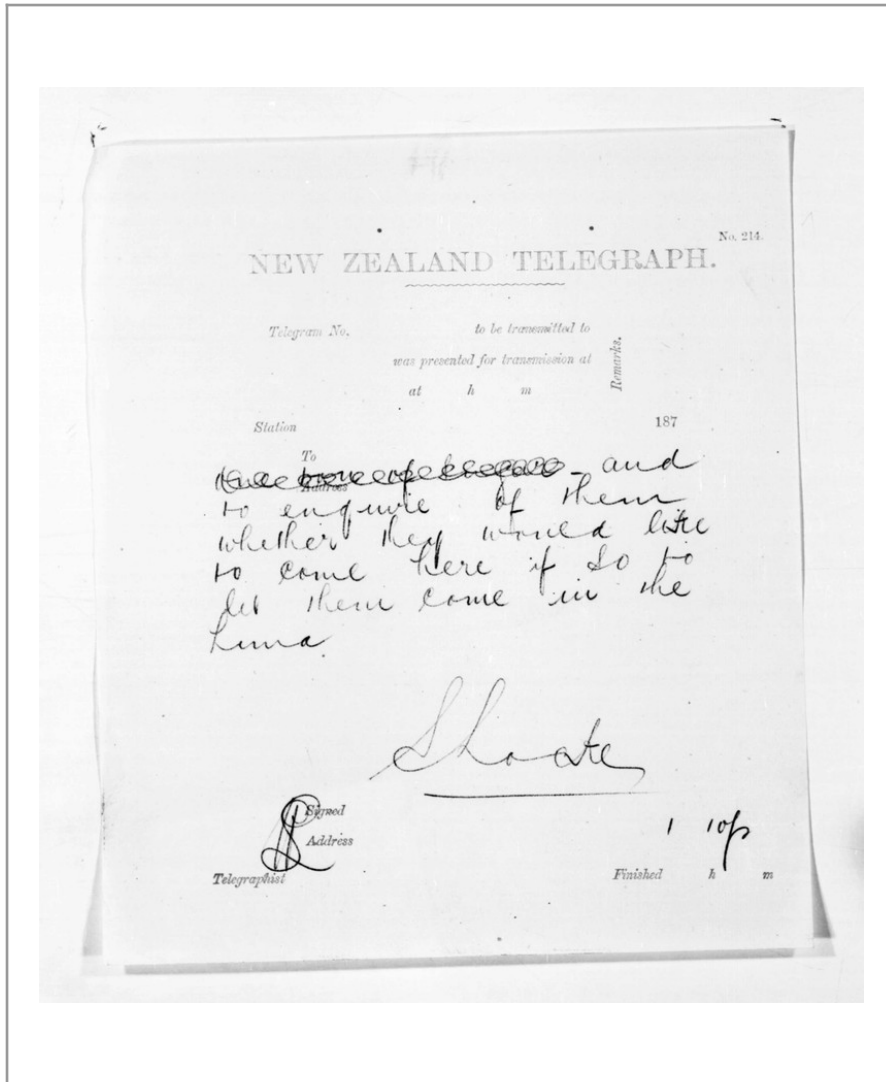 No. 214.
NEW ZEALAND TELEGRAPH.
Telegram No. to be transmitted to
was presented for transmission at
Remarks.
at h m
Station 187
To
and
Address
to enquire of them
whether they would like
to come here if so to
let them come in the
Luna
S Locke
Signed
Address
1 10p
Telegraphist
Finished h m